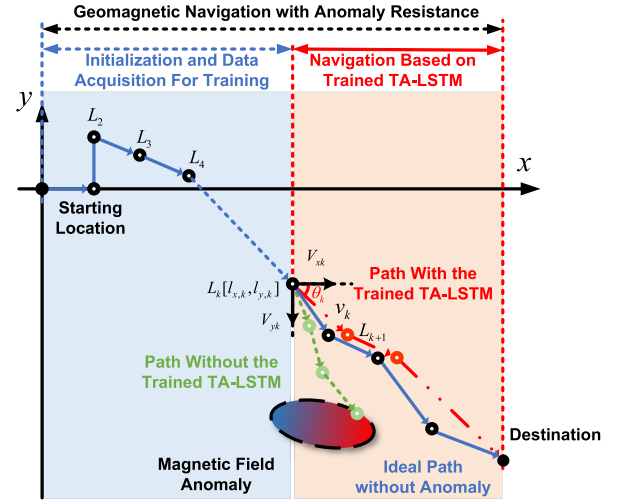 Geomagnetic Navigation with Anomaly Resistance
Initialization and Data
Acquisition For Training
Navigation Based on
Trained TA-LSTM
y
L2
L3
L4
x
Starting
Location
Vxk
Lk[lx,k, ly,k]
θk
Path With the
Trained TA-LSTM
Vyk
vk
Lk+1
Path Without the
Trained TA-LSTM
Destination
Magnetic Field
Anomaly
Ideal Path
without Anomaly